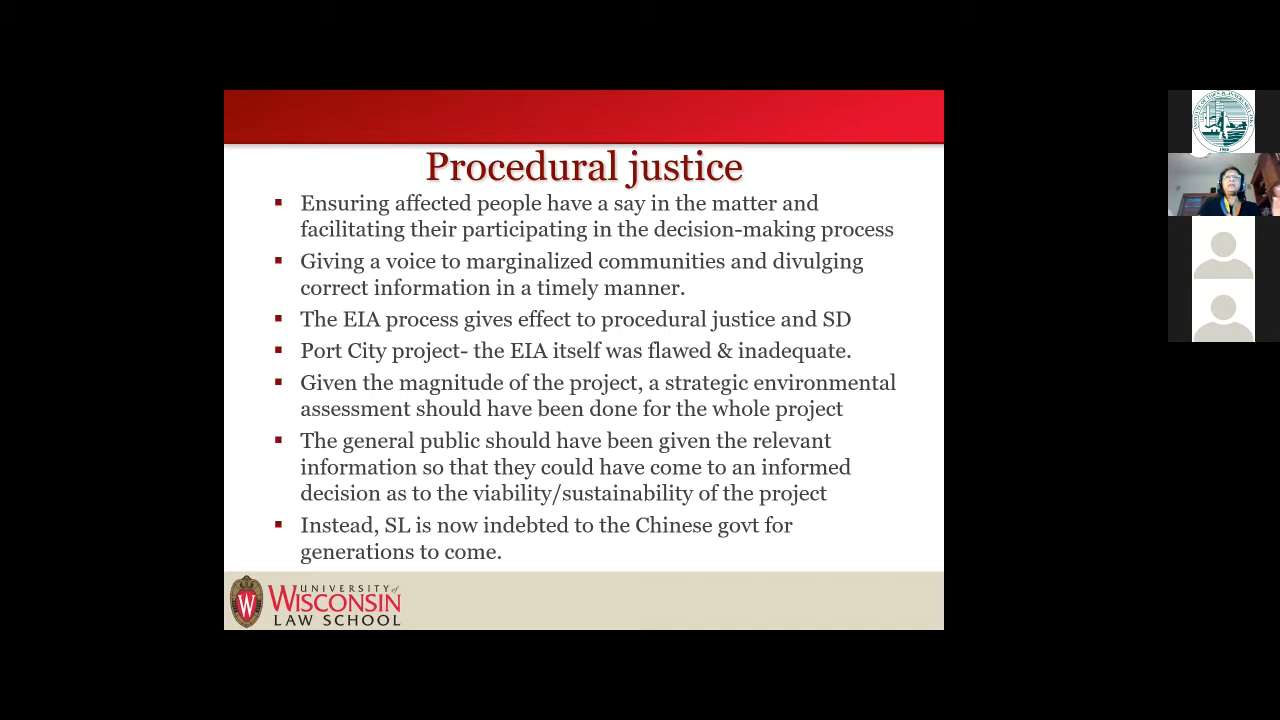 Procedural justice
Ensuring affected people have a say in the matter and
facilitating their participating in the decision-making process
Giving a voice to marginalized communities and divulging
correct information in a timely manner.
The EIA process gives effect to procedural justice and SD
Port City project- the EIA itself was flawed & inadequate.
Given the magnitude of the project, a strategic environmental
assessment should have been done for the whole project
The general public should have been given the relevant
information so that they could have come to an informed
decision as to the viability/sustainability of the project
Instead, SL is now indebted to the Chinese govt for
generations to come.
W
UNIVERSITY of
WISCONSIN
LAW SCHOOL
1986